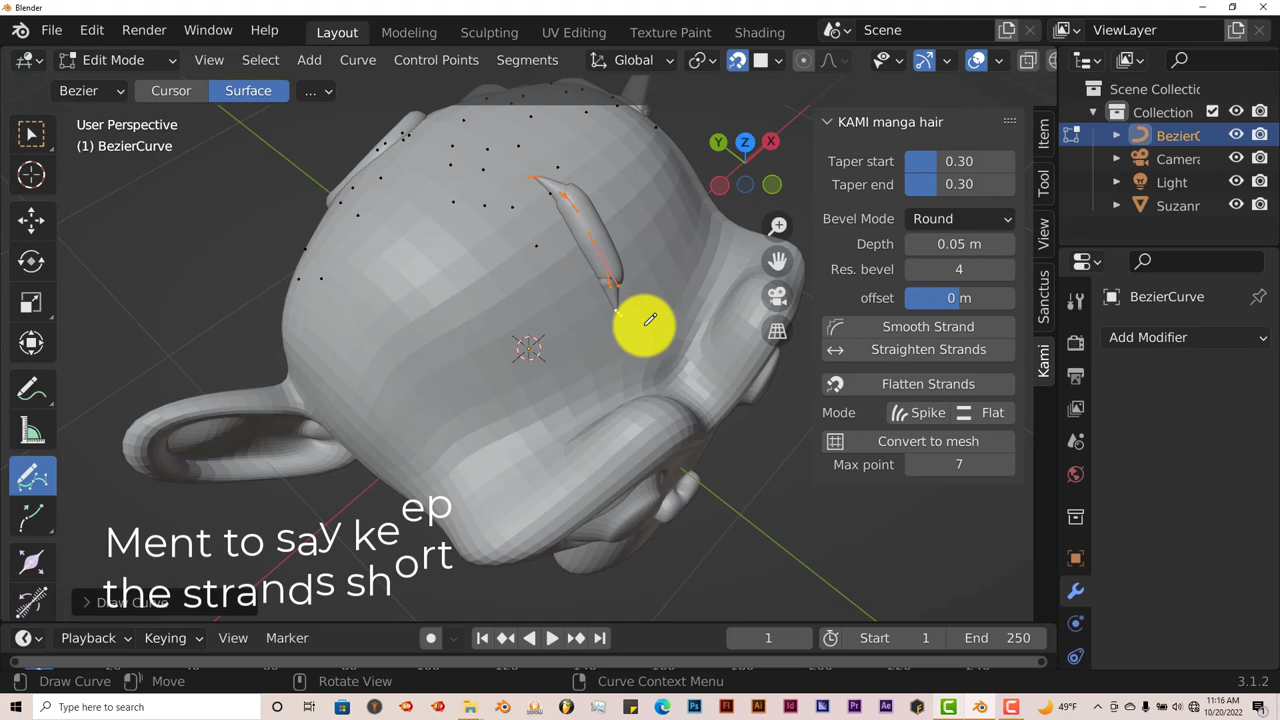 Blender
File Edit Render Window Help Layout Modeling Sculpting UV Editing Texture Paint Shading Scene ViewLayer
Edit Mode View Select Add Curve Control Points Segments Global
Bezier Cursor Surface ...
User Perspective
(1) BezierCurve
Y Z X
KAMI manga hair
Taper start 0.30
Taper end 0.30
Bevel Mode Round
Depth 0.05 m
Res. bevel 4
offset 0 m
Smooth Strand
Straighten Strands
Flatten Strands
Mode Spike Flat
Convert to mesh
Max point 7
Item
Tool
View
Sanctus
Kami
Scene Collectic
Collection
BezierC
Camera
Light
Suzann
BezierCurve
Add Modifier
Ment to say keep
the strands short
Draw Curve
Playback Keying View Marker 1 Start 1 End 250
Draw Curve Move Rotate View Curve Context Menu 3.1.2
Type here to search 49°F 11:16 AM
10/20/2022